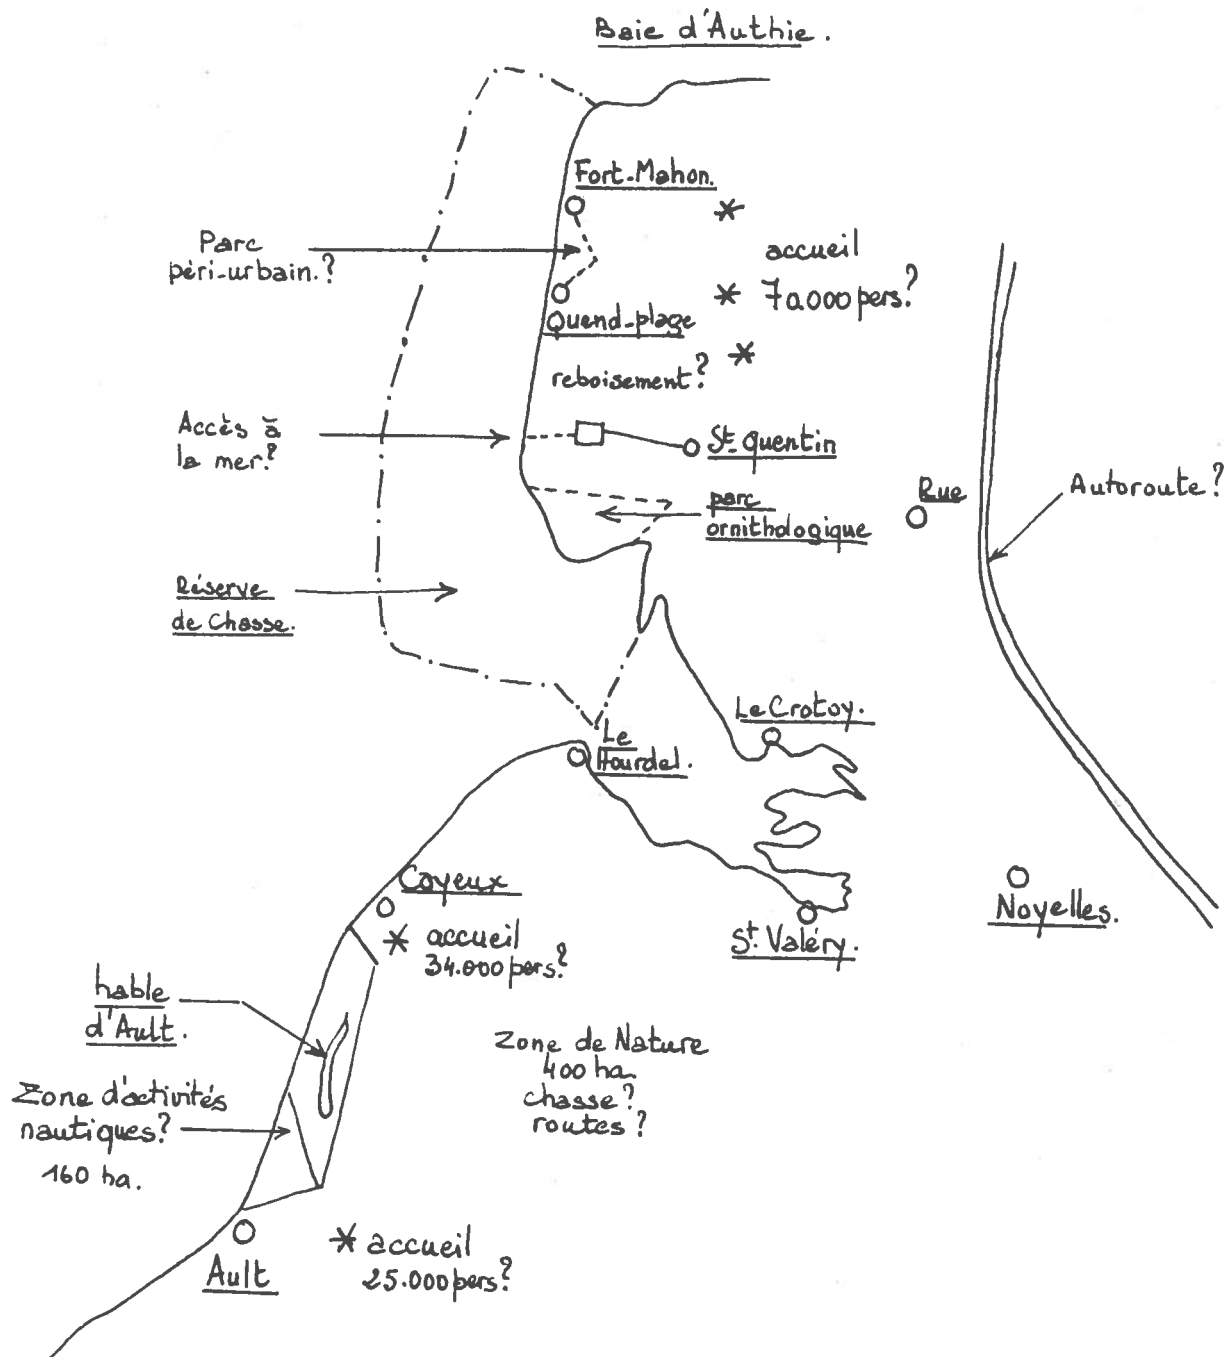 Baie d'Authie.
Fort-Mahon.
Parc
péri-urbain.?
accueil
70.000 pers.?
Quend-plage
reboisement?
Accès à
la mer?
St. quentin
Rue
Autoroute?
parc
ornithologique
Réserve
de Chasse.
Le Crotoy.
Le
Hourdel.
Cayeux
accueil
34.000 pers?
St. Valéry.
Noyelles.
hable
d'Ault.
Zone de Nature
400 ha.
chasse?
routes?
Zone d'activités
nautiques?
160 ha.
accueil
25.000 pers?
Ault